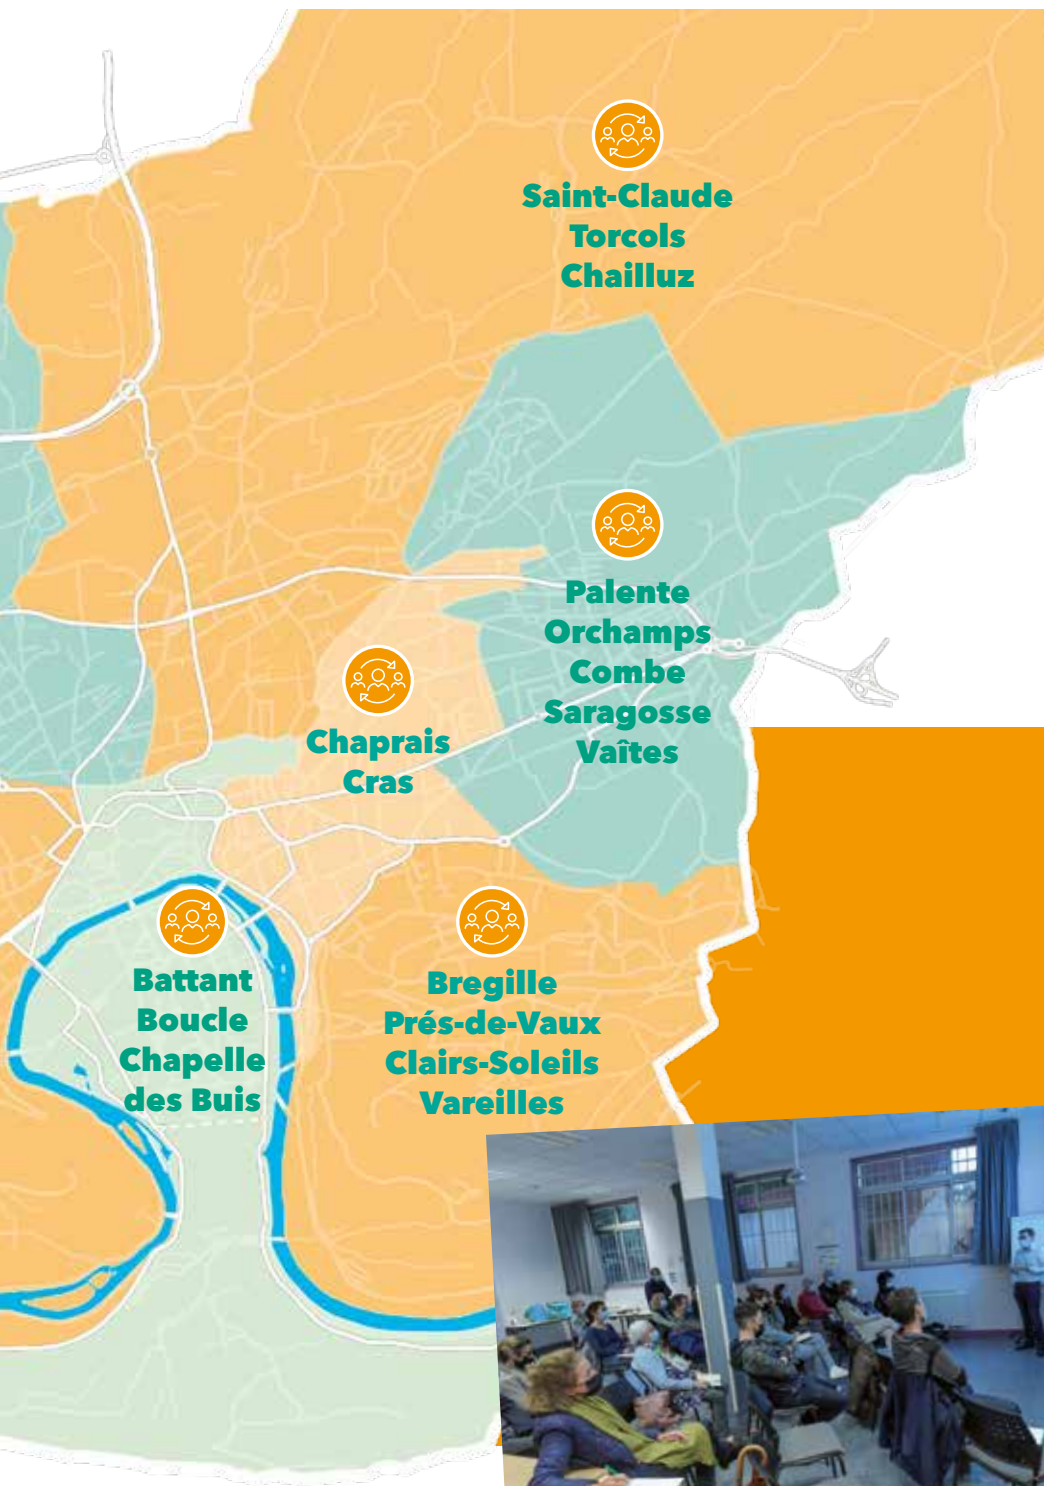 Saint-Claude
Torcols
Chailluz
Palente
Orchamps
Combe
Saragosse
Vaîtes
Chaprais
Cras
Battant
Boucle
Chapelle
des Buis
Bregille
Prés-de-Vaux
Clairs-Soleils
Vareilles